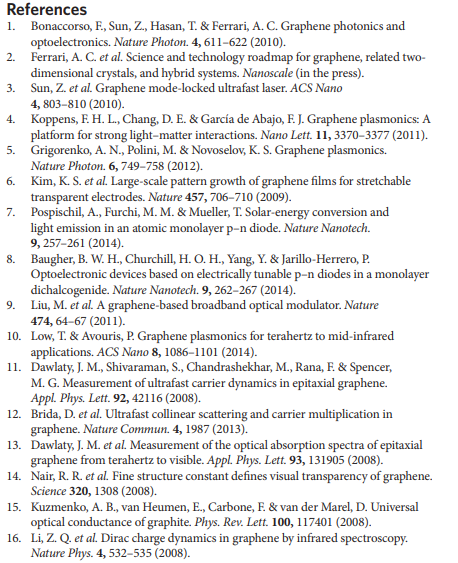 References
1. Bonaccorso, F., Sun, Z., Hasan, T. & Ferrari, A. C. Graphene photonics and
optoelectronics. Nature Photon. 4, 611–622 (2010).
2. Ferrari, A. C. et al. Science and technology roadmap for graphene, related two-
dimensional crystals, and hybrid systems. Nanoscale (in the press).
3. Sun, Z. et al. Graphene mode-locked ultrafast laser. ACS Nano
4, 803–810 (2010).
4. Koppens, F. H. L., Chang, D. E. & García de Abajo, F. J. Graphene plasmonics: A
platform for strong light–matter interactions. Nano Lett. 11, 3370–3377 (2011).
5. Grigorenko, A. N., Polini, M. & Novoselov, K. S. Graphene plasmonics.
Nature Photon. 6, 749–758 (2012).
6. Kim, K. S. et al. Large-scale pattern growth of graphene films for stretchable
transparent electrodes. Nature 457, 706–710 (2009).
7. Pospischil, A., Furchi, M. M. & Mueller, T. Solar-energy conversion and
light emission in an atomic monolayer p–n diode. Nature Nanotech.
9, 257–261 (2014).
8. Baugher, B. W. H., Churchill, H. O. H., Yang, Y. & Jarillo-Herrero, P.
Optoelectronic devices based on electrically tunable p–n diodes in a monolayer
dichalcogenide. Nature Nanotech. 9, 262–267 (2014).
9. Liu, M. et al. A graphene-based broadband optical modulator. Nature
474, 64–67 (2011).
10. Low, T. & Avouris, P. Graphene plasmonics for terahertz to mid-infrared
applications. ACS Nano 8, 1086–1101 (2014).
11. Dawlaty, J. M., Shivaraman, S., Chandrashekhar, M., Rana, F. & Spencer,
M. G. Measurement of ultrafast carrier dynamics in epitaxial graphene.
Appl. Phys. Lett. 92, 42116 (2008).
12. Brida, D. et al. Ultrafast collinear scattering and carrier multiplication in
graphene. Nature Commun. 4, 1987 (2013).
13. Dawlaty, J. M. et al. Measurement of the optical absorption spectra of epitaxial
graphene from terahertz to visible. Appl. Phys. Lett. 93, 131905 (2008).
14. Nair, R. R. et al. Fine structure constant defines visual transparency of graphene.
Science 320, 1308 (2008).
15. Kuzmenko, A. B., van Heumen, E., Carbone, F. & van der Marel, D. Universal
optical conductance of graphite. Phys. Rev. Lett. 100, 117401 (2008).
16. Li, Z. Q. et al. Dirac charge dynamics in graphene by infrared spectroscopy.
Nature Phys. 4, 532–535 (2008).